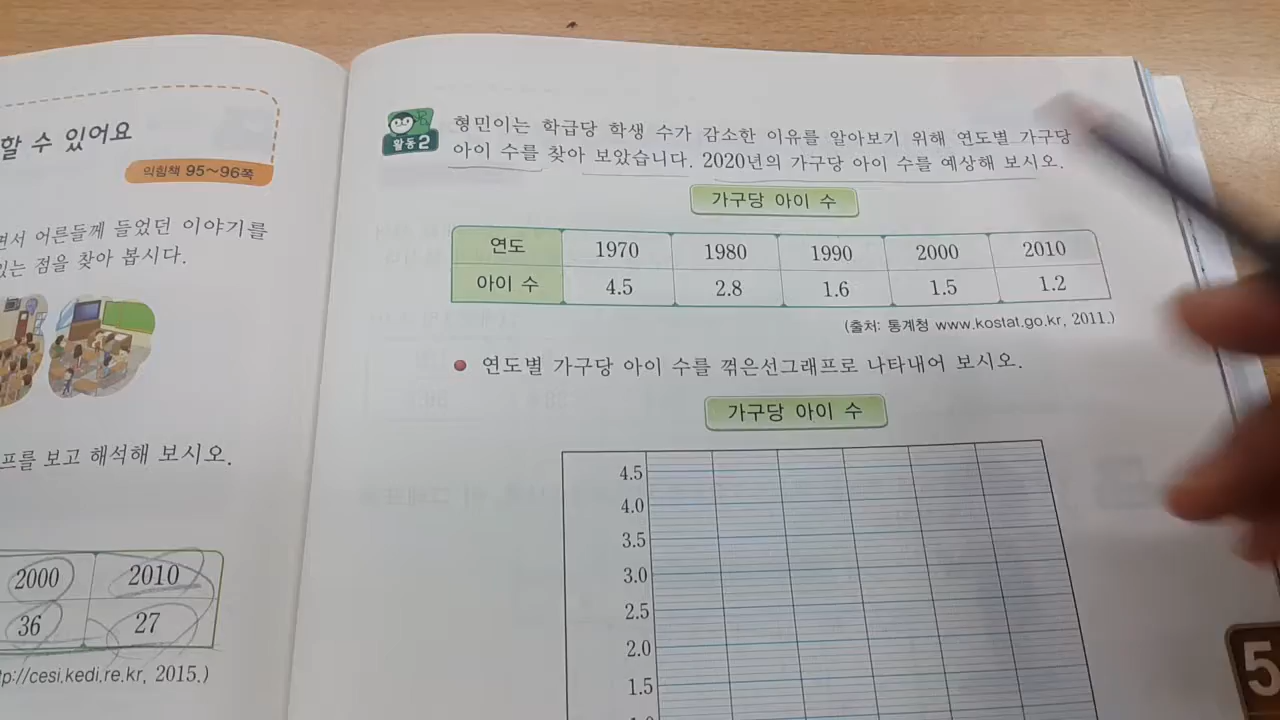 할 수 있어요
익힘책 95~96쪽
면서 어른들께 들었던 이야기를
있는 점을 찾아 봅시다.
프를 보고 해석해 보시오.
2000 2010
36 27
tp://cesi.kedi.re.kr, 2015.)
활동2
형민이는 학급당 학생 수가 감소한 이유를 알아보기 위해 연도별 가구당
아이 수를 찾아 보았습니다. 2020년의 가구당 아이 수를 예상해 보시오.
가구당 아이 수
연도 1970 1980 1990 2000 2010
아이 수 4.5 2.8 1.6 1.5 1.2
(출처: 통계청 www.kostat.go.kr, 2011.)
● 연도별 가구당 아이 수를 꺾은선그래프로 나타내어 보시오.
가구당 아이 수
4.5
4.0
3.5
3.0
2.5
2.0
1.5
5